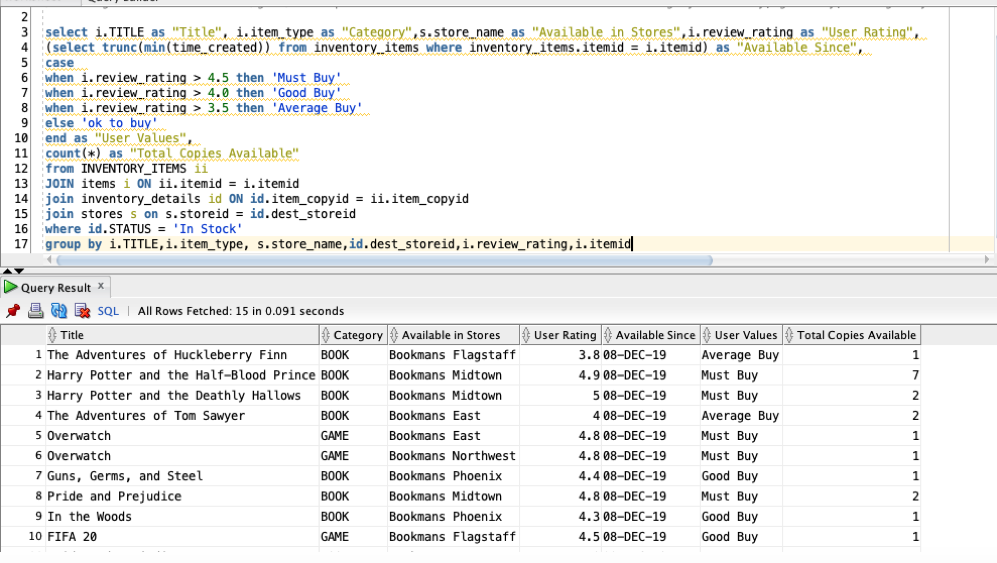 2
3 select i.TITLE as "Title", i.item_type as "Category",s.store_name as "Available in Stores",i.review_rating as "User Rating",
4 (select trunc(min(time_created)) from inventory_items where inventory_items.itemid = i.itemid) as "Available Since",
5 case
6 when i.review_rating > 4.5 then 'Must Buy'
7 when i.review_rating > 4.0 then 'Good Buy'
8 when i.review_rating > 3.5 then 'Average Buy'
9 else 'ok to buy'
10 end as "User Values",
11 count(*) as "Total Copies Available"
12 from INVENTORY_ITEMS ii
13 JOIN items i ON ii.itemid = i.itemid
14 join inventory_details id ON id.item_copyid = ii.item_copyid
15 join stores s on s.storeid = id.dest_storeid
16 where id.STATUS = 'In Stock'
17 group by i.TITLE,i.item_type, s.store_name,id.dest_storeid,i.review_rating,i.itemid
Query Result x
SQL | All Rows Fetched: 15 in 0.091 seconds
Title Category Available in Stores User Rating Available Since User Values Total Copies Available
1 The Adventures of Huckleberry Finn BOOK Bookmans Flagstaff 3.8 08-DEC-19 Average Buy 1
2 Harry Potter and the Half-Blood Prince BOOK Bookmans Midtown 4.9 08-DEC-19 Must Buy 7
3 Harry Potter and the Deathly Hallows BOOK Bookmans Midtown 5 08-DEC-19 Must Buy 2
4 The Adventures of Tom Sawyer BOOK Bookmans East 4 08-DEC-19 Average Buy 2
5 Overwatch GAME Bookmans East 4.8 08-DEC-19 Must Buy 1
6 Overwatch GAME Bookmans Northwest 4.8 08-DEC-19 Must Buy 1
7 Guns, Germs, and Steel BOOK Bookmans Phoenix 4.4 08-DEC-19 Good Buy 1
8 Pride and Prejudice BOOK Bookmans Midtown 4.8 08-DEC-19 Must Buy 2
9 In the Woods BOOK Bookmans Phoenix 4.3 08-DEC-19 Good Buy 1
10 FIFA 20 GAME Bookmans Flagstaff 4.5 08-DEC-19 Good Buy 1